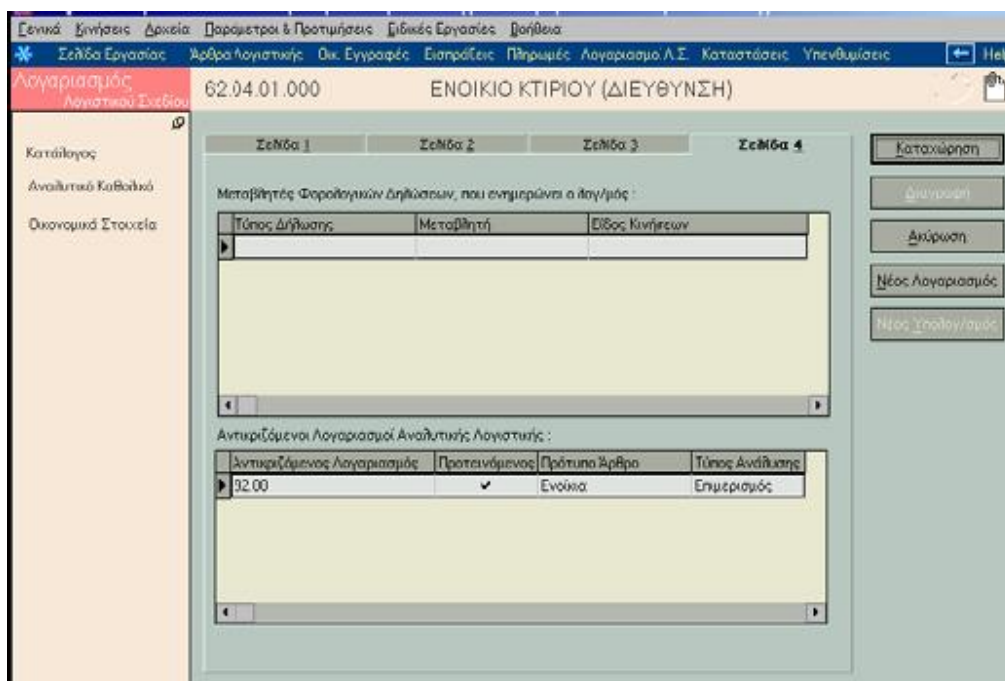 Γενικά Κινήσεις Αρχεία Παράμετροι & Προτιμήσεις Ειδικές Εργασίες Βοήθεια
Σελίδα Εργασίας Άρθρα Λογιστικής Οικ. Εγγραφές Εισπράξεις Πληρωμές Λογαριασμοί Λ.Σ. Καταστάσεις Υπενθυμίσεις Hel
Λογαριασμός
Λογιστικού Σχεδίου
62.04.01.000 ΕΝΟΙΚΙΟ ΚΤΙΡΙΟΥ (ΔΙΕΥΘΥΝΣΗ)
Κατάλογος
Αναλυτικό Καθολικό
Οικονομικά Στοιχεία
Σελίδα 1 Σελίδα 2 Σελίδα 3 Σελίδα 4
Μεταβλητές Φορολογικών Δηλώσεων, που ενημερώνει ο λογ/μός :
Τύπος Δήλωσης Μεταβλητή Είδος Κινήσεων
Αντικριζόμενοι Λογαριασμοί Αναλυτικής Λογιστικής :
Αντικριζόμενος Λογαριασμός Προτεινόμενος Πρότυπο Άρθρο Τύπος Ανάλυσης
92.00 ✔ Ενοίκια Επιμερισμός
Καταχώρηση
Διαγραφή
Ακύρωση
Νέος Λογαριασμός
Νέος Υπολογ/σμός